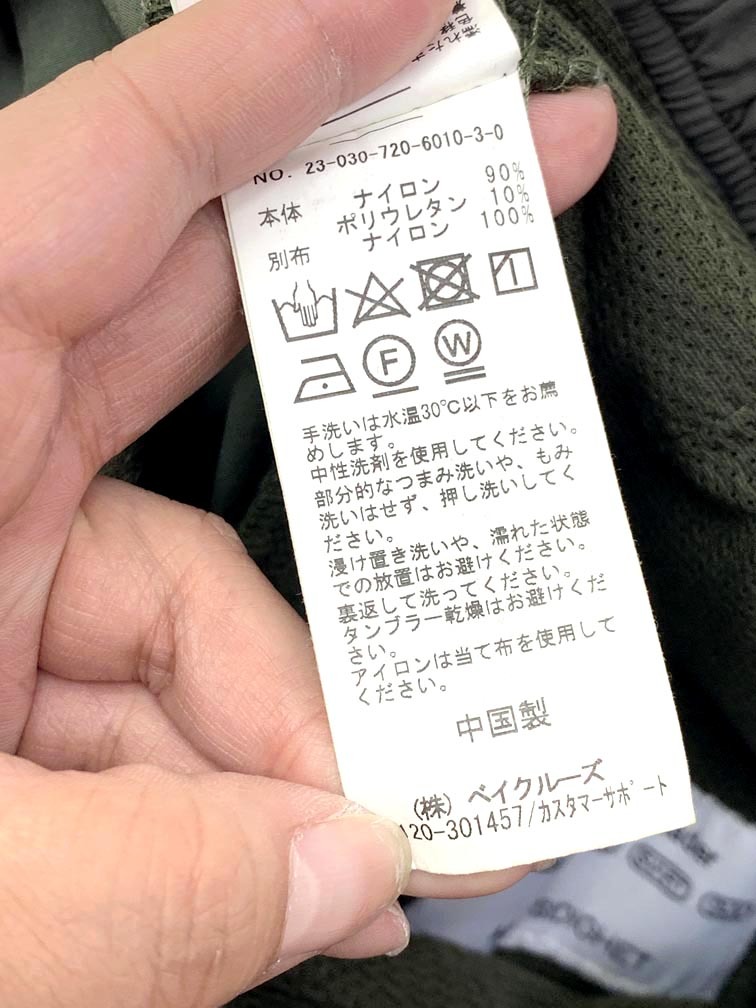 濡れた
色移
NO. 23-030-720-6010-3-0
本体 ナイロン 90%
ポリウレタン 10%
別布 ナイロン 100%
F W
手洗いは水温30℃以下をお薦
めします。
中性洗剤を使用してください。
部分的なつまみ洗いや、もみ
洗いはせず、押し洗いしてく
ださい。
浸け置き洗いや、濡れた状態
での放置はお避けください。
裏返して洗ってください。
タンブラー乾燥はお避けくだ
さい。
アイロンは当て布を使用して
ください。
中国製
(株) ベイクルーズ
120-301457/カスタマーサポート